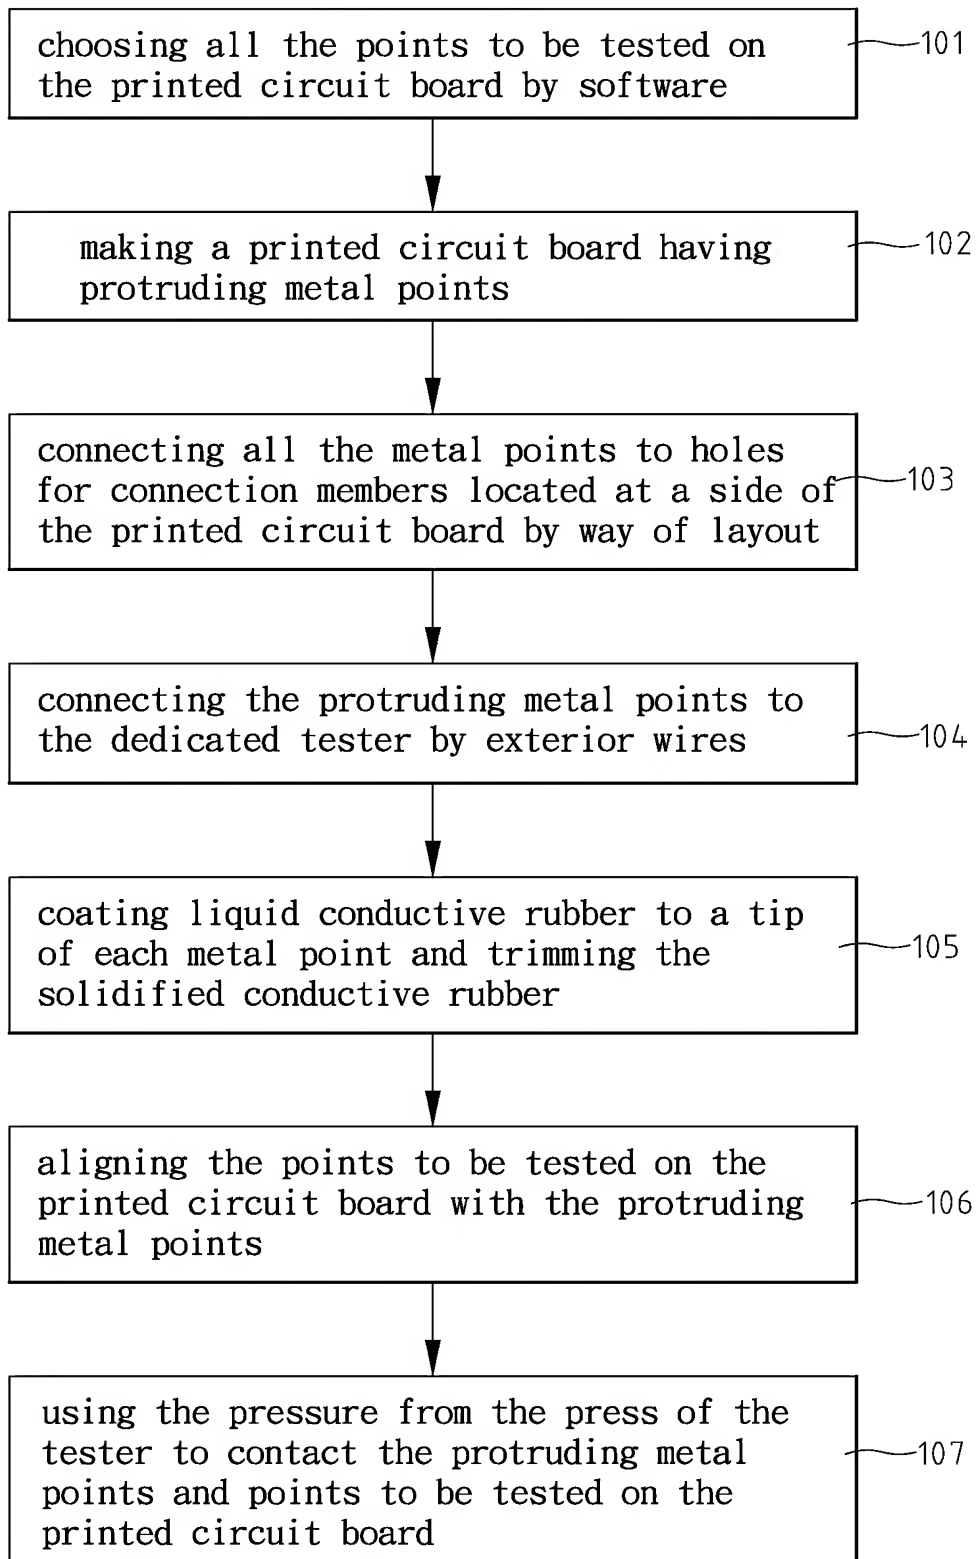 choosing all the points to be tested on
the printed circuit board by software
101
making a printed circuit board having
protruding metal points
102
connecting all the metal points to holes
for connection members located at a side of
the printed circuit board by way of layout
103
connecting the protruding metal points to
the dedicated tester by exterior wires
104
coating liquid conductive rubber to a tip
of each metal point and trimming the
solidified conductive rubber
105
aligning the points to be tested on the
printed circuit board with the protruding
metal points
106
using the pressure from the press of the
tester to contact the protruding metal
points and points to be tested on the
printed circuit board
107